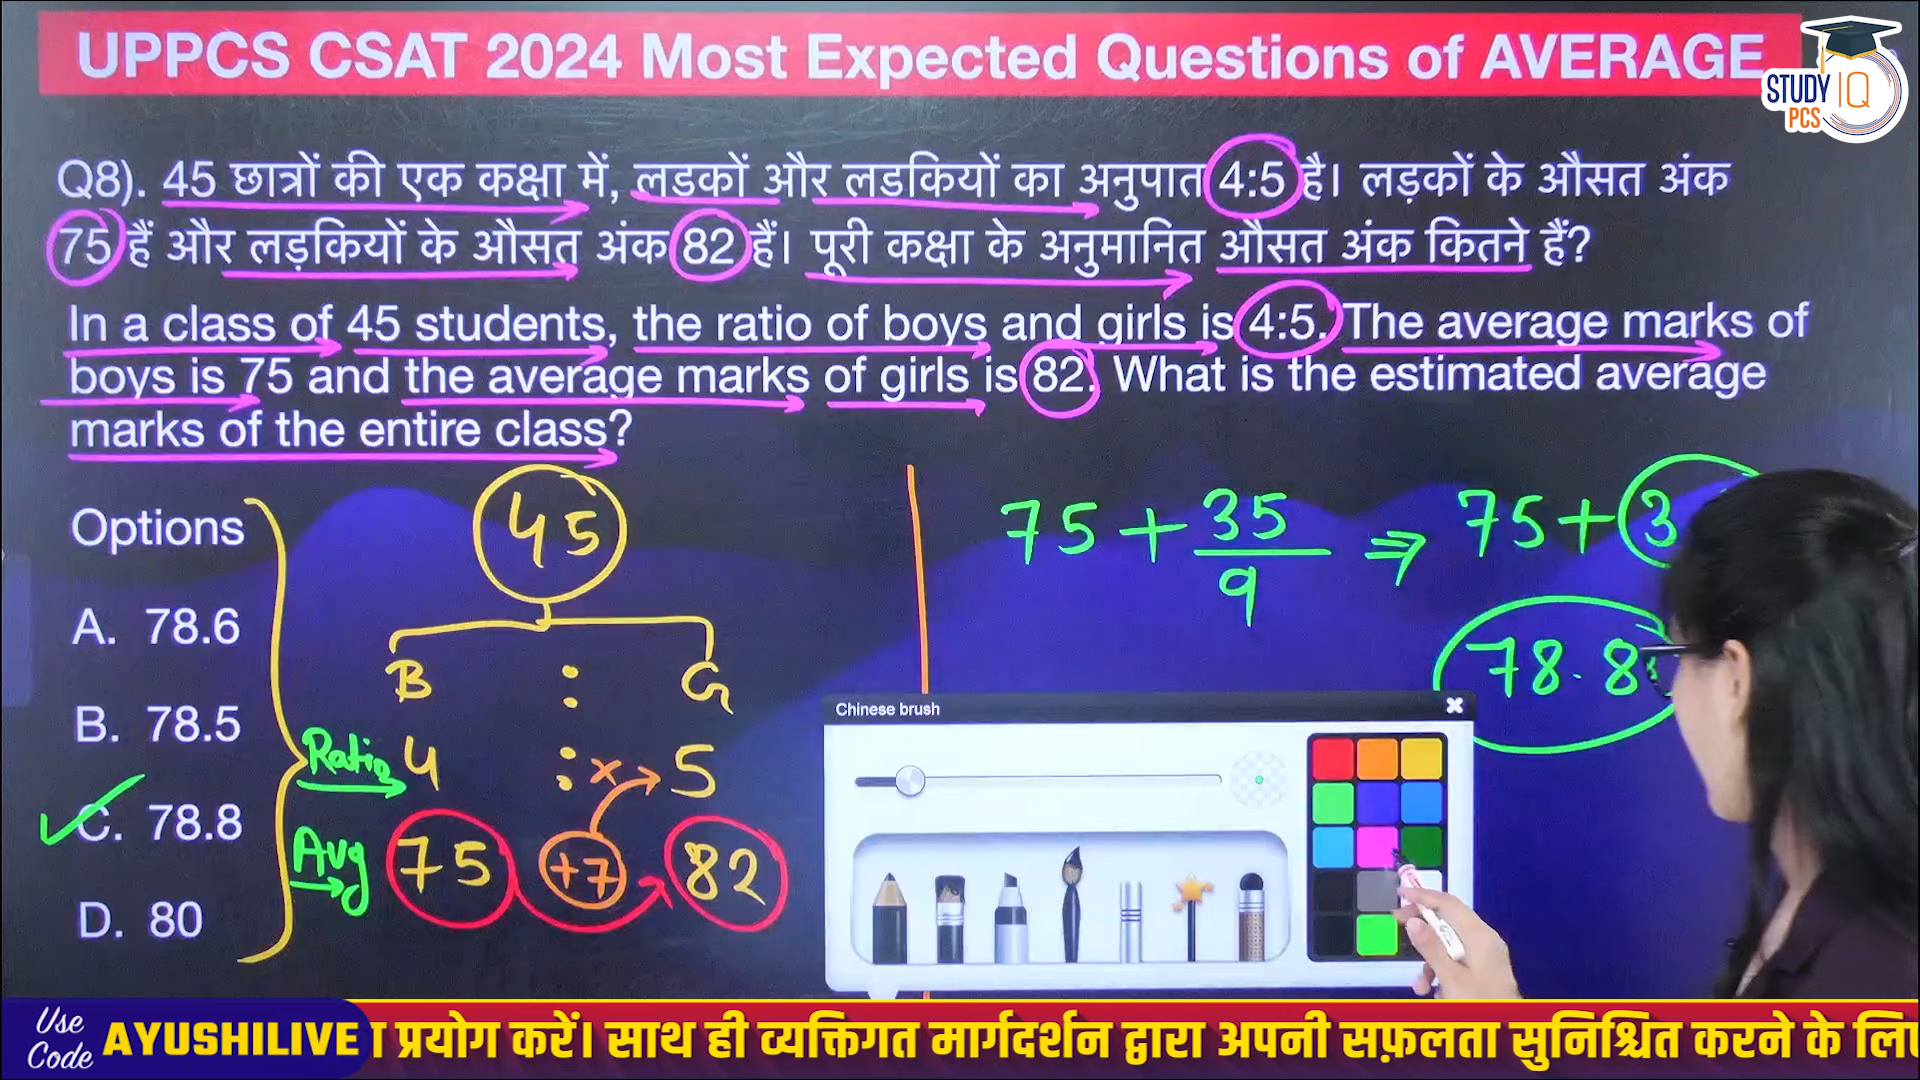 UPPCS CSAT 2024 Most Expected Questions of AVERAGE
STUDY IQ
PCS
Q8). 45 छात्रों की एक कक्षा में, लडकों और लडकियों का अनुपात 4:5 है। लड़कों के औसत अंक
75 हैं और लड़कियों के औसत अंक 82 हैं। पूरी कक्षा के अनुमानित औसत अंक कितने हैं?
In a class of 45 students, the ratio of boys and girls is 4:5. The average marks of
boys is 75 and the average marks of girls is 82. What is the estimated average
marks of the entire class?
Options
A. 78.6
B. 78.5
C. 78.8
D. 80
45
B : G
Ratio 4 : x 5
Avg 75 +7 82
75 + 35/9 ⇒ 75 + 3
78.8
Chinese brush
Use
Code
AYUSHILIVE
प्रयोग करें। साथ ही व्यक्तिगत मार्गदर्शन द्वारा अपनी सफ़लता सुनिश्चित करने के